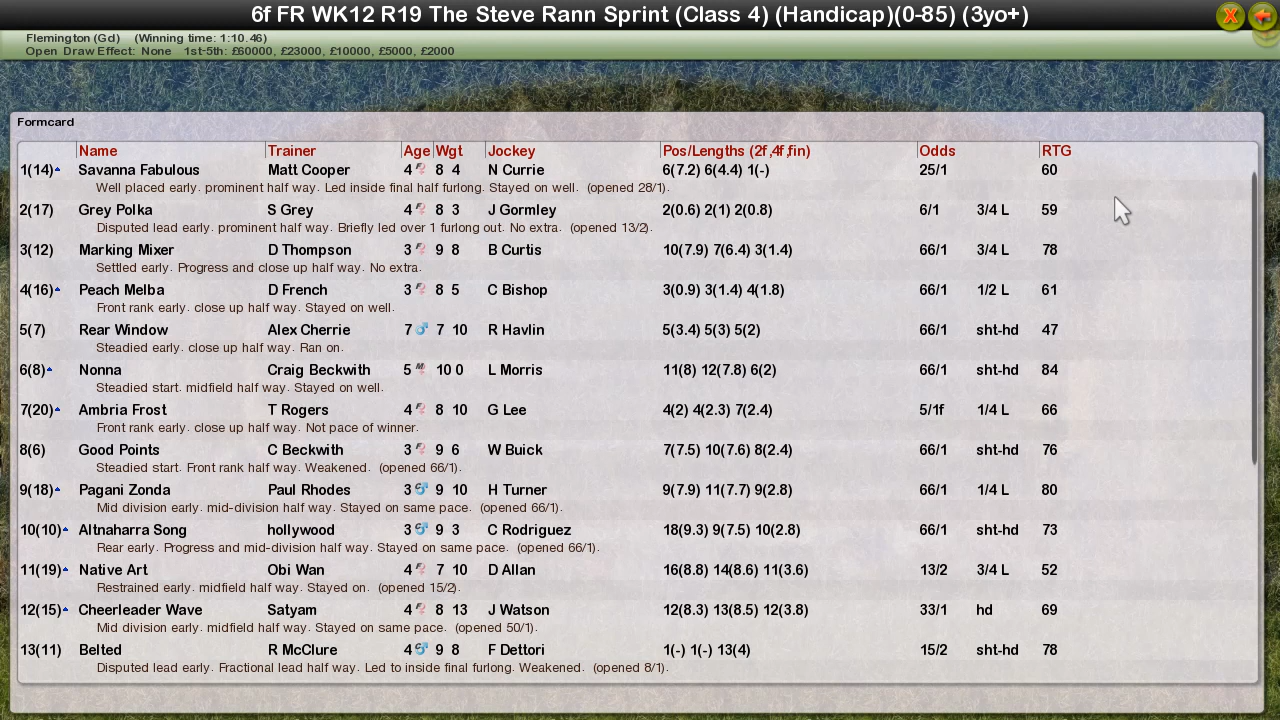 6f FR WK12 R19 The Steve Rann Sprint (Class 4) (Handicap)(0-85) (3yo+)
Flemington (Gd) (Winning time: 1:10.46)
Open Draw Effect: None 1st-5th: £60000, £23000, £10000, £5000, £2000
Formcard
Name Trainer Age Wgt Jockey Pos/Lengths (2f,4f,fin) Odds RTG
1(14) Savanna Fabulous Matt Cooper 4 F 8 4 N Currie 6(7.2) 6(4.4) 1(-) 25/1 60
Well placed early. prominent half way. Led inside final half furlong. Stayed on well. (opened 28/1).
2(17) Grey Polka S Grey 4 F 8 3 J Gormley 2(0.6) 2(1) 2(0.8) 6/1 3/4 L 59
Disputed lead early. prominent half way. Briefly led over 1 furlong out. No extra. (opened 13/2).
3(12) Marking Mixer D Thompson 3 F 9 8 B Curtis 10(7.9) 7(6.4) 3(1.4) 66/1 3/4 L 78
Settled early. Progress and close up half way. No extra.
4(16) Peach Melba D French 3 F 8 5 C Bishop 3(0.9) 3(1.4) 4(1.8) 66/1 1/2 L 61
Front rank early. close up half way. Stayed on well.
5(7) Rear Window Alex Cherrie 7 7 10 R Havlin 5(3.4) 5(3) 5(2) 66/1 sht-hd 47
Steadied early. close up half way. Ran on.
6(8) Nonna Craig Beckwith 5 M 10 0 L Morris 11(8) 12(7.8) 6(2) 66/1 sht-hd 84
Steadied start. midfield half way. Stayed on well.
7(20) Ambria Frost T Rogers 4 F 8 10 G Lee 4(2) 4(2.3) 7(2.4) 5/1f 1/4 L 66
Front rank early. close up half way. Not pace of winner.
8(6) Good Points C Beckwith 3 F 9 6 W Buick 7(7.5) 10(7.6) 8(2.4) 66/1 sht-hd 76
Steadied start. Front rank half way. Weakened. (opened 66/1).
9(18) Pagani Zonda Paul Rhodes 3 9 10 H Turner 9(7.9) 11(7.7) 9(2.8) 66/1 1/4 L 80
Mid division early. mid-division half way. Stayed on same pace. (opened 66/1).
10(10) Altnaharra Song hollywood 3 9 3 C Rodriguez 18(9.3) 9(7.5) 10(2.8) 66/1 sht-hd 73
Rear early. Progress and mid-division half way. Stayed on same pace. (opened 66/1).
11(19) Native Art Obi Wan 4 F 7 10 D Allan 16(8.8) 14(8.6) 11(3.6) 13/2 3/4 L 52
Restrained early. midfield half way. Stayed on. (opened 15/2).
12(15) Cheerleader Wave Satyam 4 F 8 13 J Watson 12(8.3) 13(8.5) 12(3.8) 33/1 hd 69
Mid division early. midfield half way. Stayed on same pace. (opened 50/1).
13(11) Belted R McClure 4 9 8 F Dettori 1(-) 1(-) 13(4) 15/2 sht-hd 78
Disputed lead early. Fractional lead half way. Led to inside final furlong. Weakened. (opened 8/1).